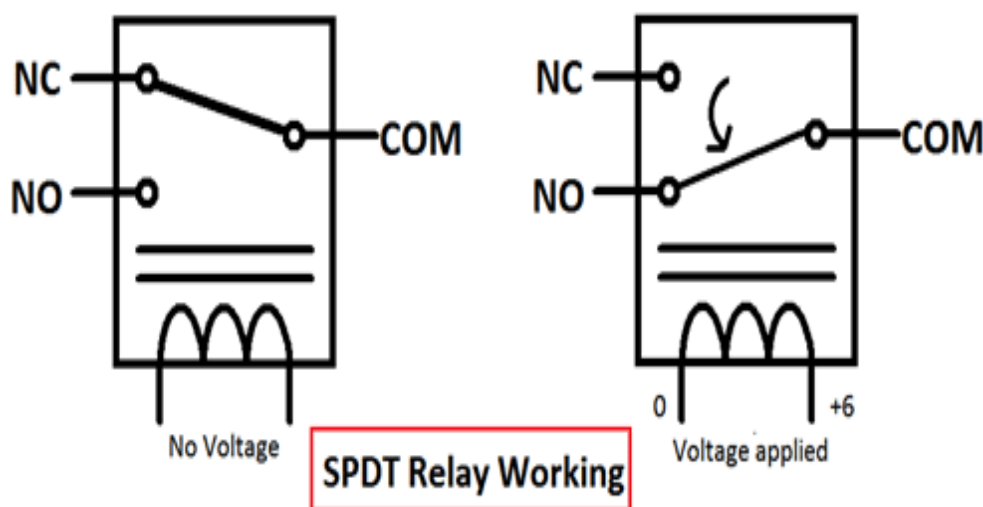 NC
COM
NO
No Voltage
NC
COM
NO
0
+6
Voltage applied
SPDT Relay Working